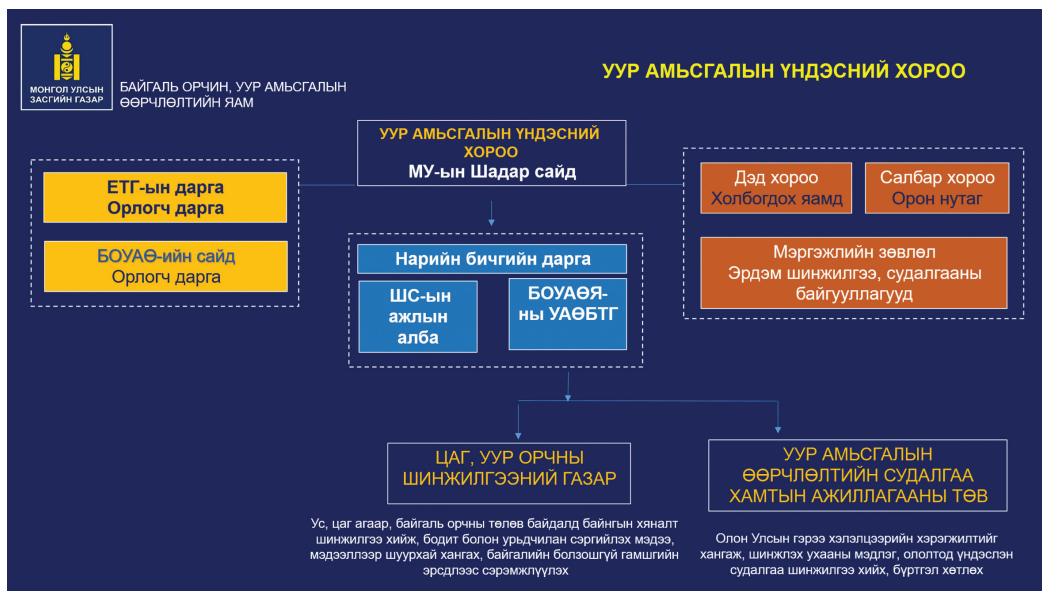 МОНГОЛ УЛСЫН
ЗАСГИЙН ГАЗАР
БАЙГАЛЬ ОРЧИН, УУР АМЬСГАЛЫН
ӨӨРЧЛӨЛТИЙН ЯАМ
УУР АМЬСГАЛЫН ҮНДЭСНИЙ ХОРОО
УУР АМЬСГАЛЫН ҮНДЭСНИЙ
ХОРОО
МУ-ын Шадар сайд
ЕТГ-ын дарга
Орлогч дарга
БОУАӨ-ийн сайд
Орлогч дарга
Дэд хороо
Холбогдох яамд
Салбар хороо
Орон нутаг
Мэргэжлийн зөвлөл
Эрдэм шинжилгээ, судалгааны
байгууллагууд
Нарийн бичгийн дарга
ШС-ын
ажлын
алба
БОУАӨЯ-
ны УАӨБТГ
ЦАГ, УУР ОРЧНЫ
ШИНЖИЛГЭЭНИЙ ГАЗАР
Ус, цаг агаар, байгаль орчны төлөв байдалд байнгын хяналт
шинжилгээ хийж, бодит болон урьдчилан сэргийлэх мэдээ,
мэдээллээр шуурхай хангах, байгалийн болзошгүй гамшгийн
эрсдлээс сэрэмжлүүлэх
УУР АМЬСГАЛЫН
ӨӨРЧЛӨЛТИЙН СУДАЛГАА
ХАМТЫН АЖИЛЛАГААНЫ ТӨВ
Олон Улсын гэрээ хэлэлцээрийн хэрэгжилтийг
хангаж, шинжлэх ухааны мэдлэг, ололтод үндэслэн
судалгаа шинжилгээ хийх, бүртгэл хөтлөх